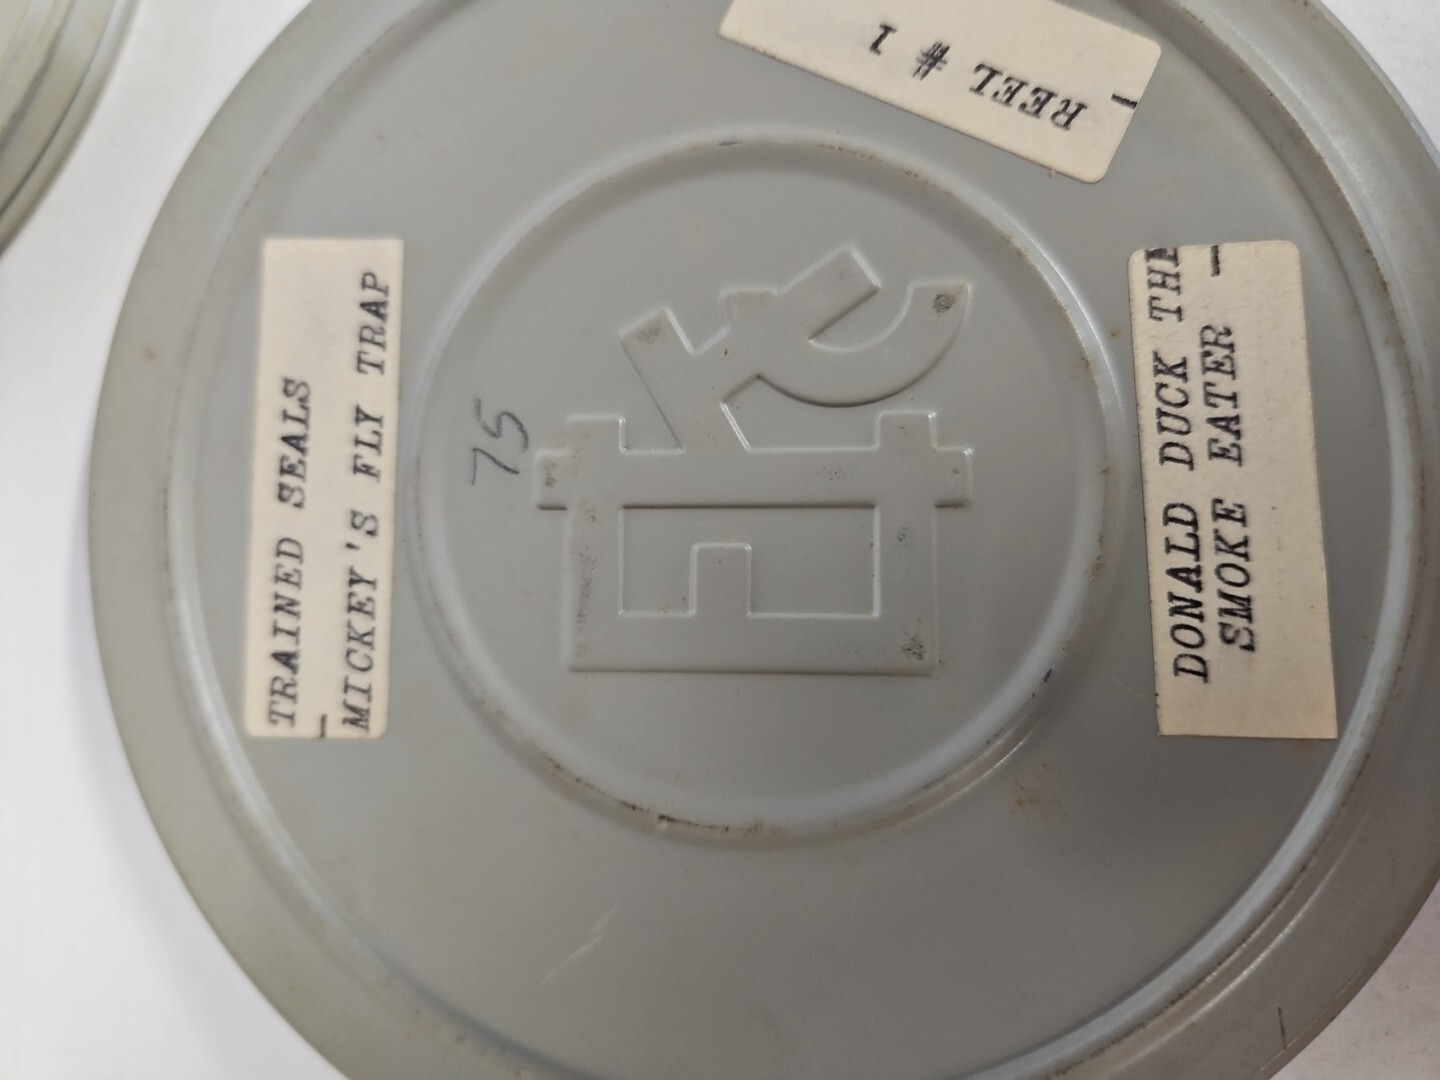 REEL # 1
TRAINED SEALS
MICKEY'S FLY TRAP
75
DONALD DUCK THE
SMOKE EATER